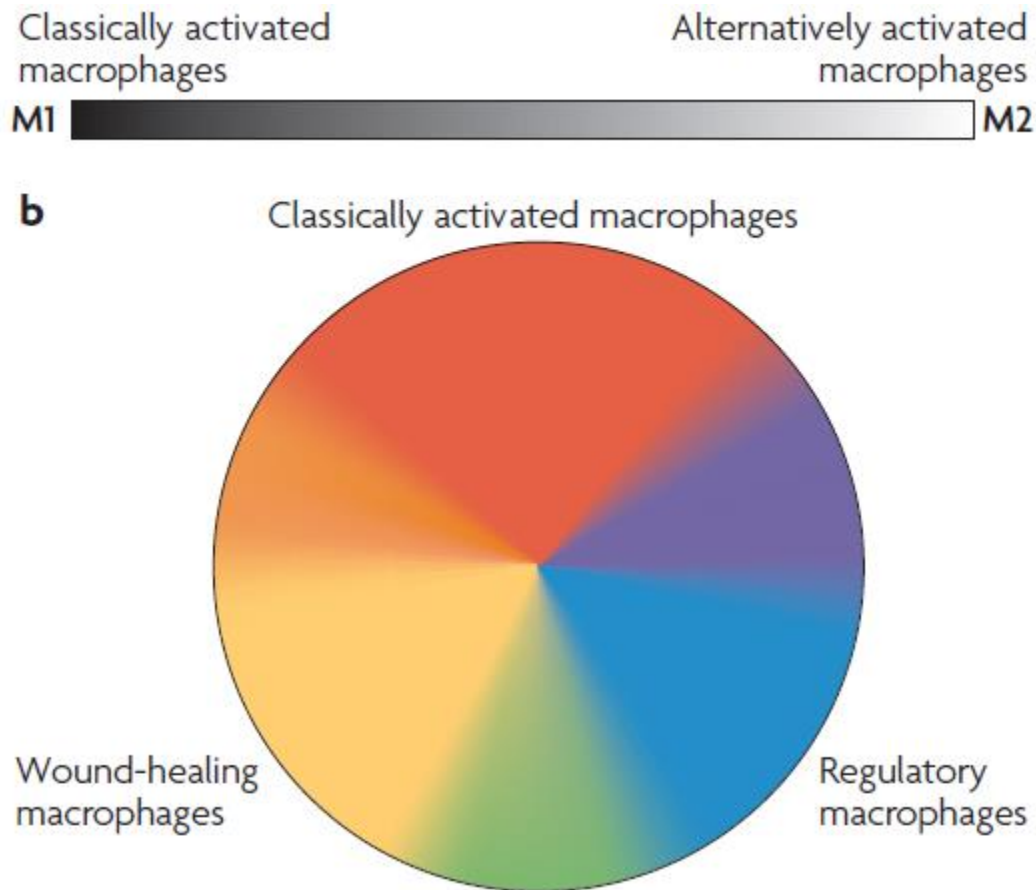 Classically activated
macrophages
Alternatively activated
macrophages
M1
M2
b
Classically activated macrophages
Wound-healing
macrophages
Regulatory
macrophages